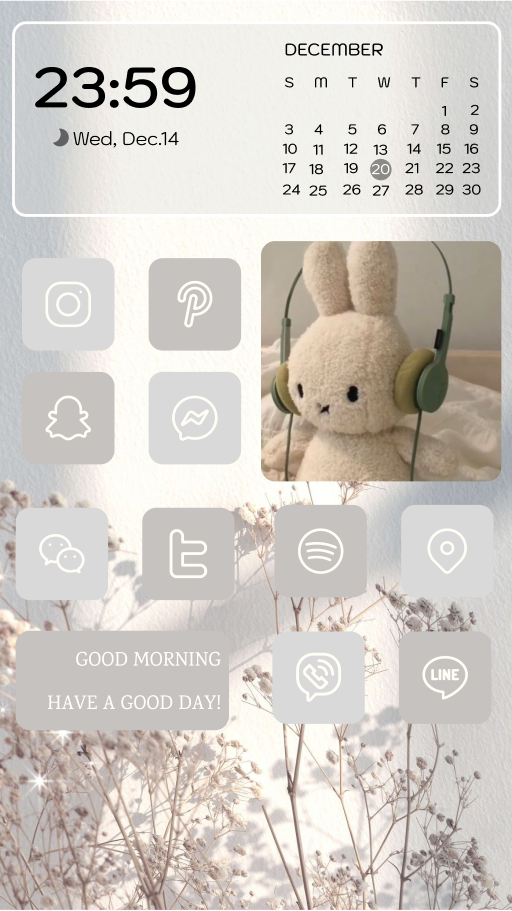 23:59
Wed, Dec.14
DECEMBER
S M T W T F S
1 2
3 4 5 6 7 8 9
10 11 12 13 14 15 16
17 18 19 20 21 22 23
24 25 26 27 28 29 30
GOOD MORNING
HAVE A GOOD DAY!
LINE